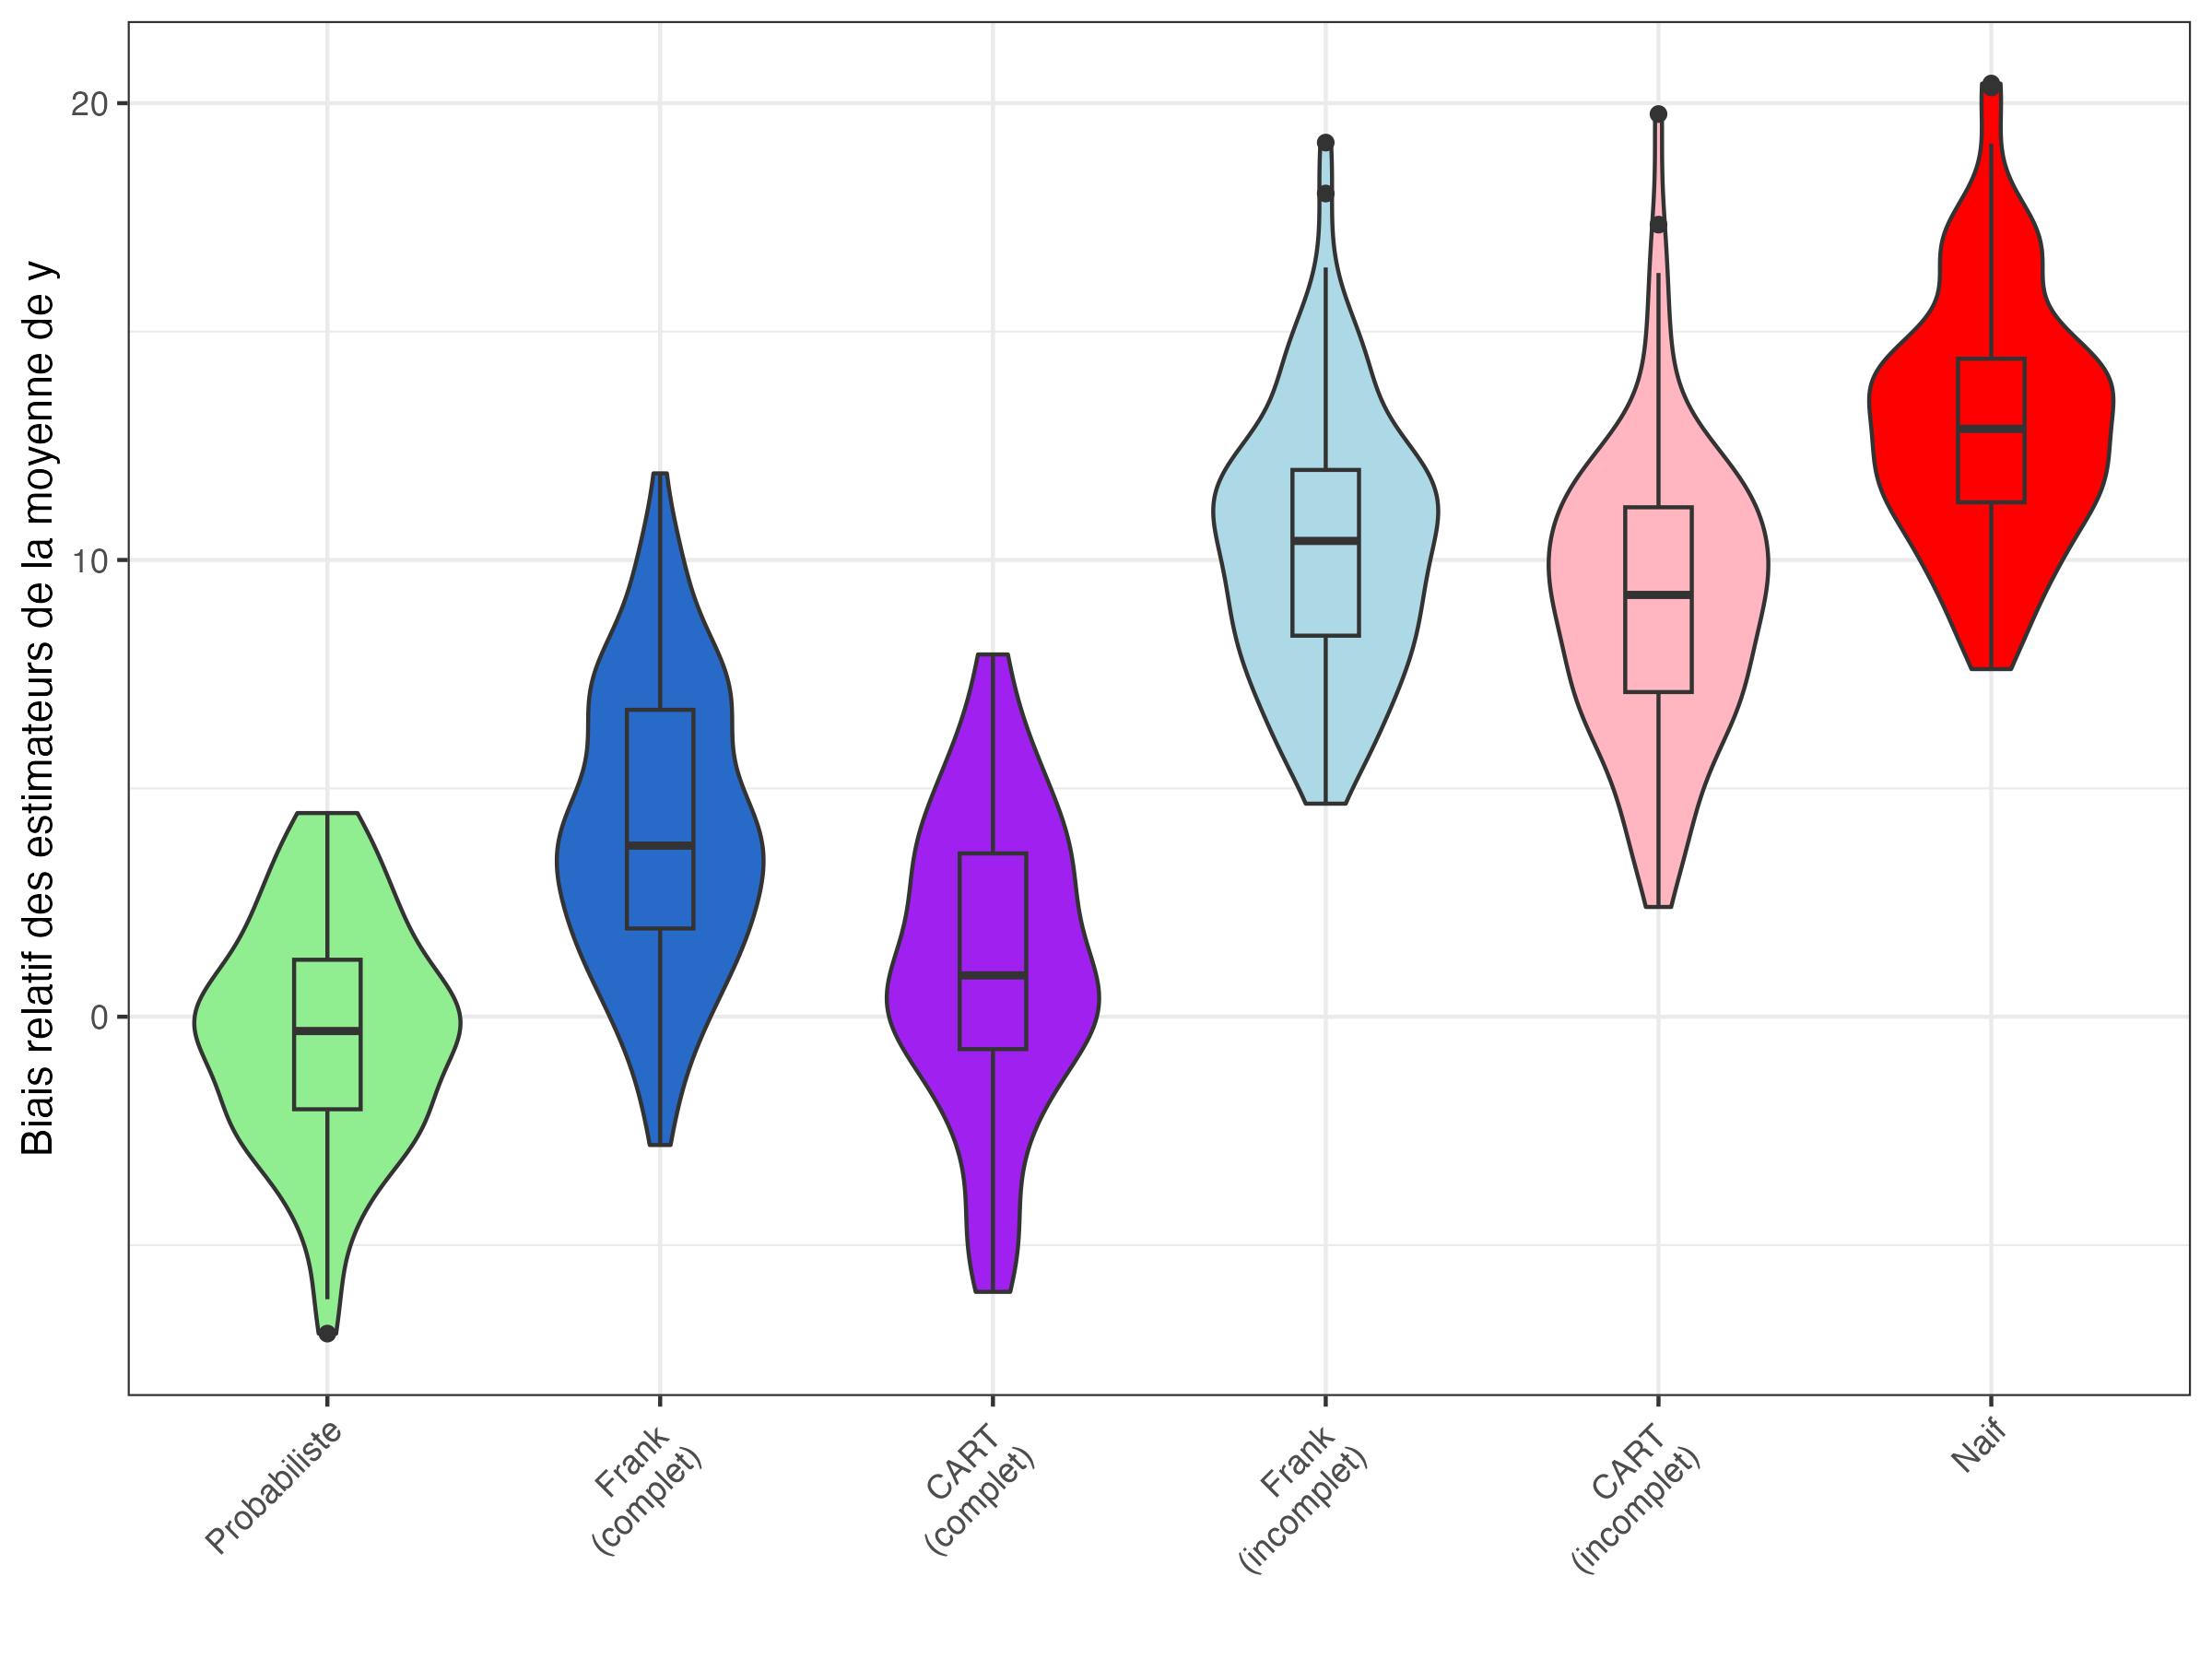 Biais relatif des estimateurs de la moyenne de y
20
10
0
Probabiliste
Frank
(complet)
CART
(complet)
Frank
(incomplet)
CART
(incomplet)
Naif